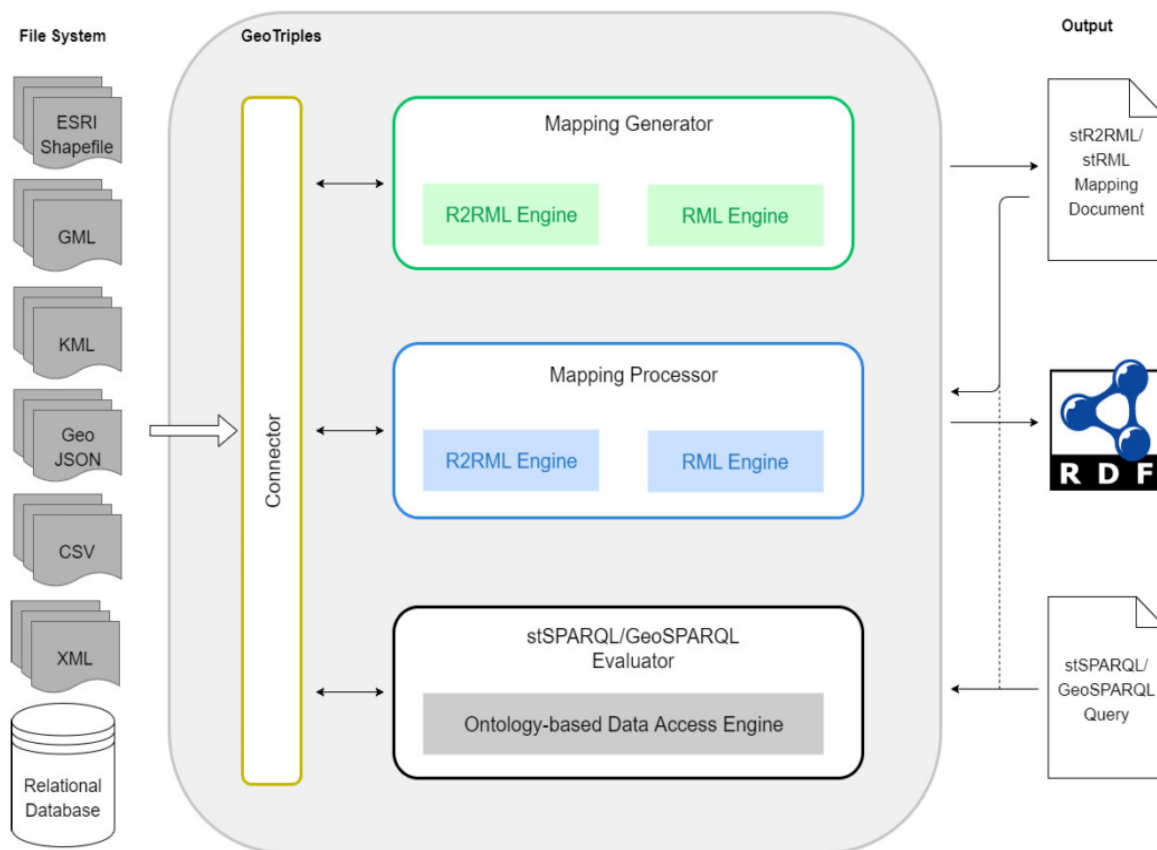 File System
GeoTriples
Output
ESRI
Shapefile
GML
KML
Geo
JSON
CSV
XML
Relational
Database
Connector
Mapping Generator
R2RML Engine
RML Engine
Mapping Processor
R2RML Engine
RML Engine
stSPARQL/GeoSPARQL
Evaluator
Ontology-based Data Access Engine
stR2RML/
stRML
Mapping
Document
RDF
stSPARQL/
GeoSPARQL
Query